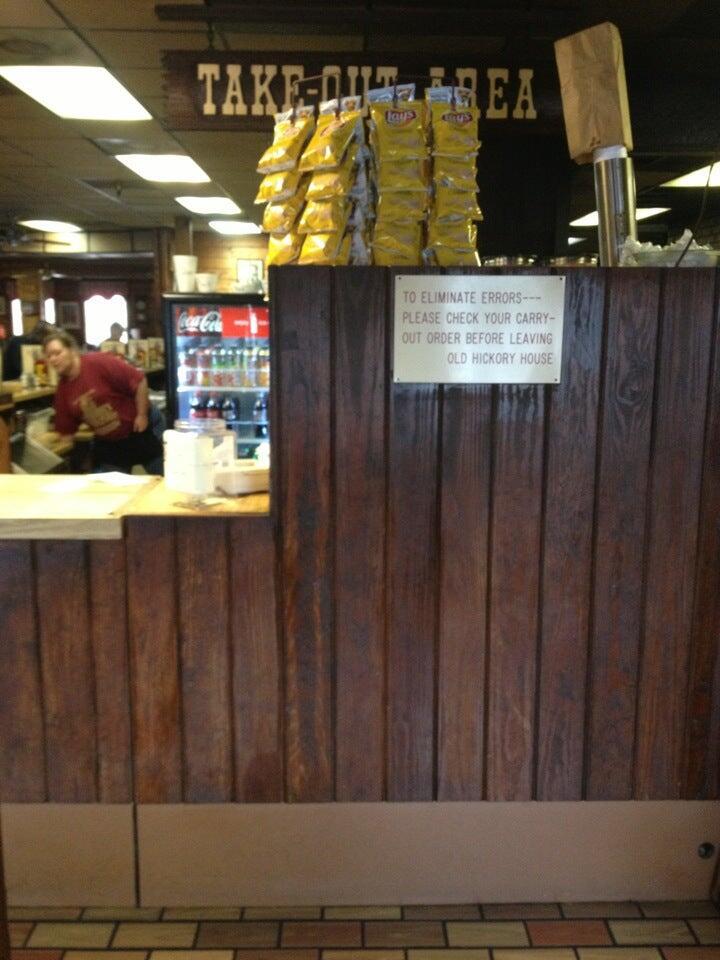 TAKE-OUT AREA
Lay's
Lay's
Coca-Cola
TO ELIMINATE ERRORS---
PLEASE CHECK YOUR CARRY-
OUT ORDER BEFORE LEAVING
OLD HICKORY HOUSE